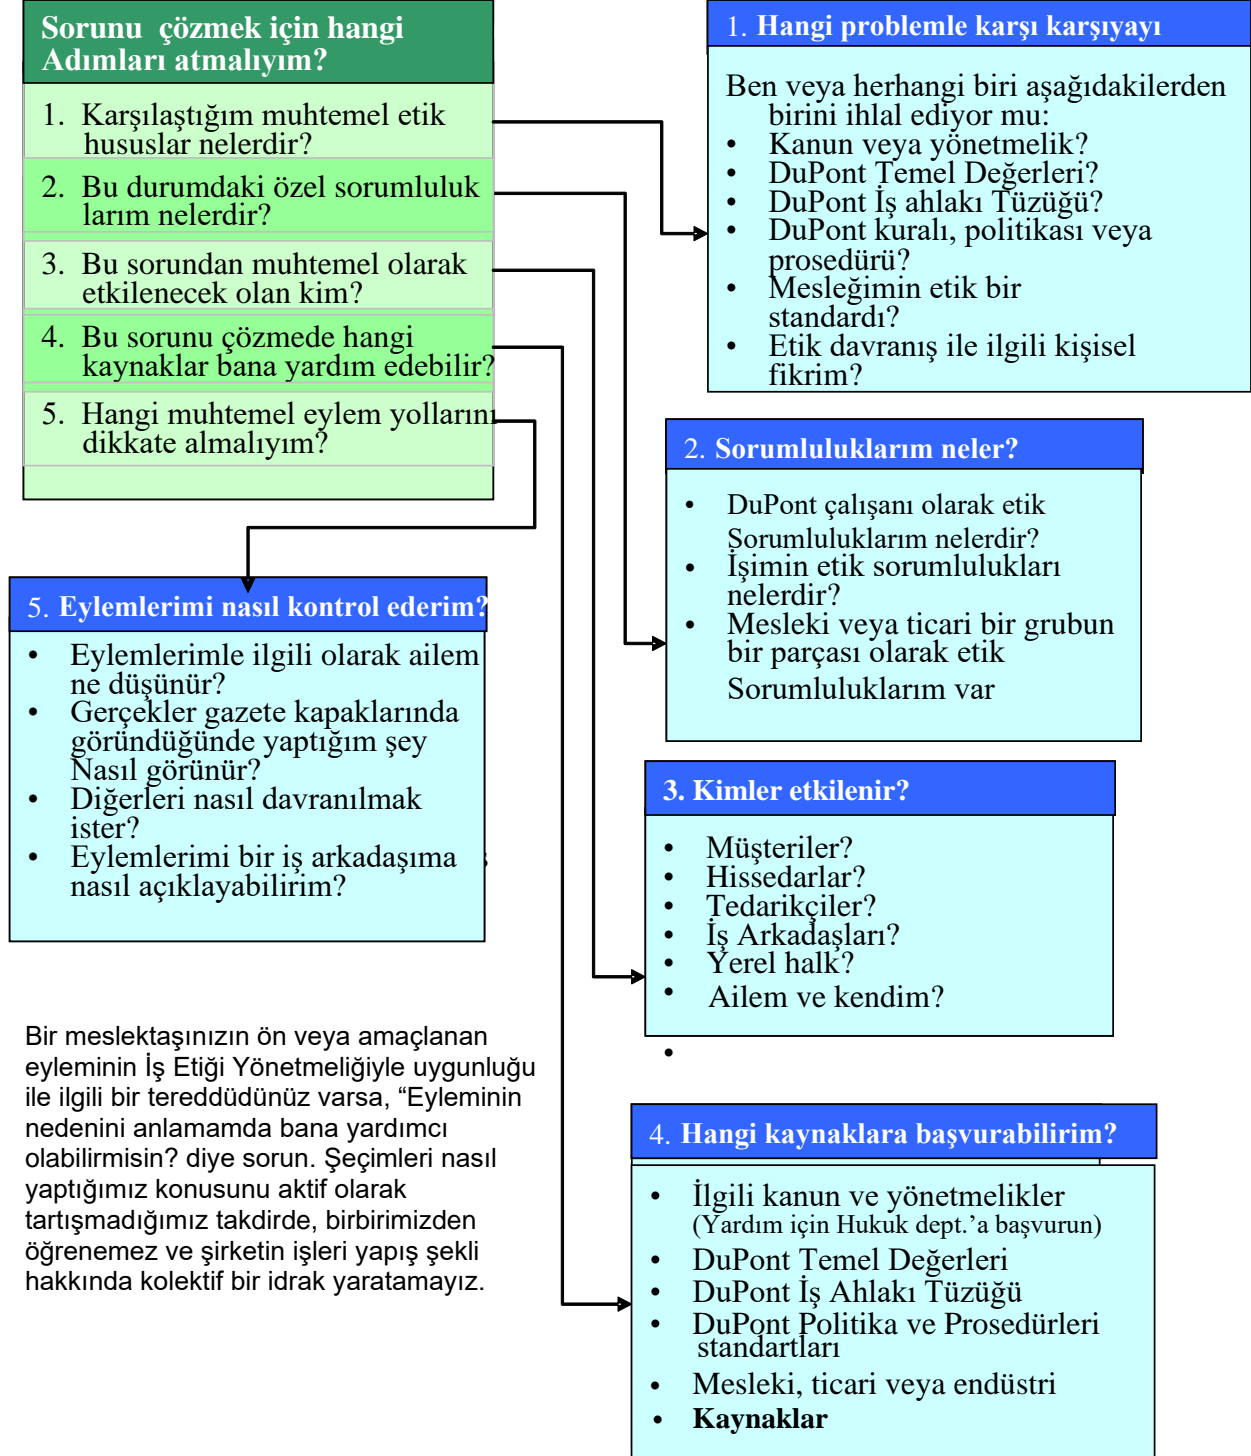 Sorunu çözmek için hangi
Adımları atmalıyım?
1. Karşılaştığım muhtemel etik
hususlar nelerdir?
2. Bu durumdaki özel sorumluluk
larım nelerdir?
3. Bu sorundan muhtemel olarak
etkilenecek olan kim?
4. Bu sorunu çözmede hangi
kaynaklar bana yardım edebilir?
5. Hangi muhtemel eylem yollarını
dikkate almalıyım?
1. Hangi problemle karşı karşıyayı
Ben veya herhangi biri aşağıdakilerden
birini ihlal ediyor mu:
• Kanun veya yönetmelik?
• DuPont Temel Değerleri?
• DuPont İş ahlakı Tüzüğü?
• DuPont kuralı, politikası veya
prosedürü?
• Mesleğimin etik bir
standardı?
• Etik davranış ile ilgili kişisel
fikrim?
2. Sorumluluklarım neler?
• DuPont çalışanı olarak etik
Sorumluluklarım nelerdir?
• İşimin etik sorumlulukları
nelerdir?
• Mesleki veya ticari bir grubun
bir parçası olarak etik
Sorumluluklarım var
5. Eylemlerimi nasıl kontrol ederim?
• Eylemlerimle ilgili olarak ailem
ne düşünür?
• Gerçekler gazete kapaklarında
göründüğünde yaptığım şey
Nasıl görünür?
• Diğerleri nasıl davranılmak
ister?
• Eylemlerimi bir iş arkadaşıma
nasıl açıklayabilirim?
3. Kimler etkilenir?
• Müşteriler?
• Hissedarlar?
• Tedarikçiler?
• İş Arkadaşları?
• Yerel halk?
• Ailem ve kendim?
•
Bir meslektaşınızın ön veya amaçlanan
eyleminin İş Etiği Yönetmeliğiyle uygunluğu
ile ilgili bir tereddüdünüz varsa, “Eyleminin
nedenini anlamamda bana yardımcı
olabilirmisin? diye sorun. Şeçimleri nasıl
yaptığımız konusunu aktif olarak
tartışmadığımız takdirde, birbirimizden
öğrenemez ve şirketin işleri yapış şekli
hakkında kolektif bir idrak yaratamayız.
4. Hangi kaynaklara başvurabilirim?
• İlgili kanun ve yönetmelikler
(Yardım için Hukuk dept.’a başvurun)
• DuPont Temel Değerleri
• DuPont İş Ahlakı Tüzüğü
• DuPont Politika ve Prosedürleri
standartları
• Mesleki, ticari veya endüstri
• Kaynaklar